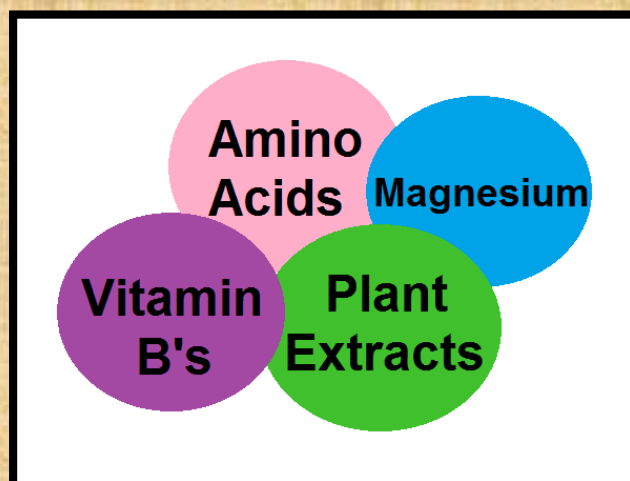 Amino
Acids
Magnesium
Vitamin
B's
Plant
Extracts